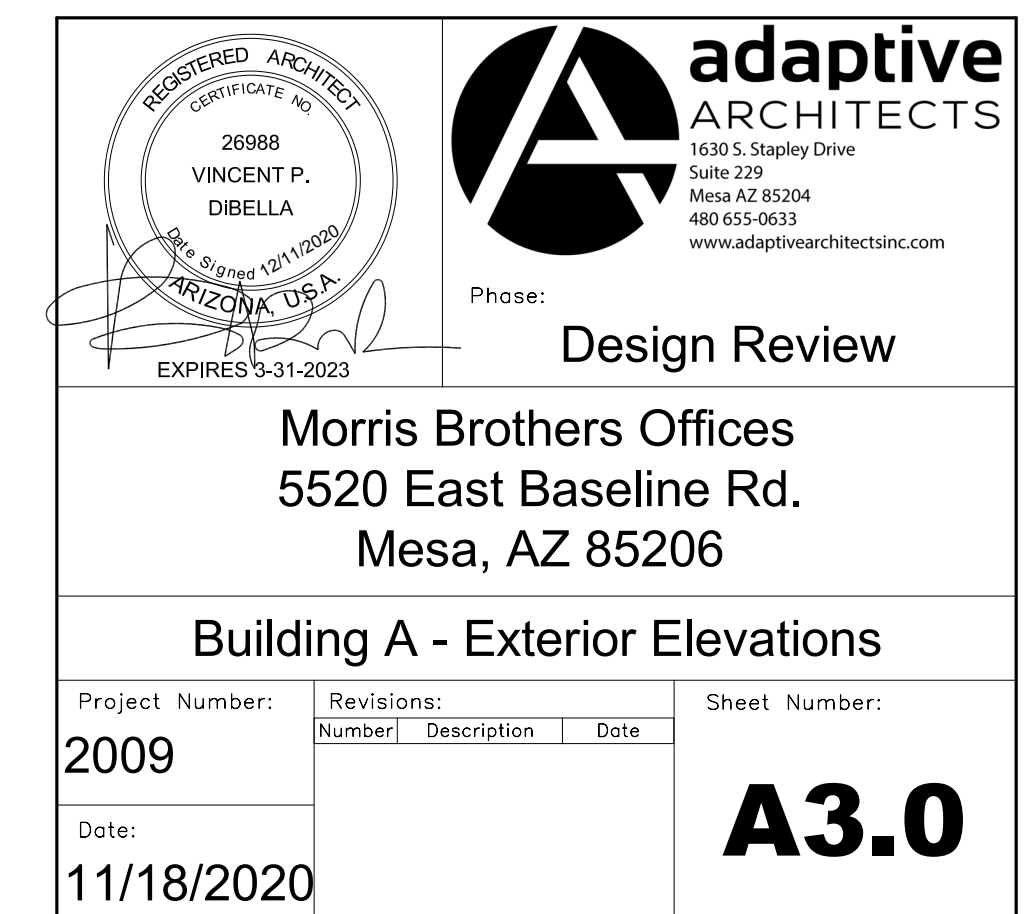 REGISTERED ARCHITECT
CERTIFICATE NO.
26988
VINCENT P.
DiBELLA
Date Signed 12/11/2020
ARIZONA, U.S.A.
EXPIRES 3-31-2023
adaptive
ARCHITECTS
1630 S. Stapley Drive
Suite 229
Mesa AZ 85204
480 655-0633
www.adaptivearchitectsinc.com
Phase:
Design Review
Morris Brothers Offices
5520 East Baseline Rd.
Mesa, AZ 85206
Building A - Exterior Elevations
Project Number:
2009
Date:
11/18/2020
Revisions:
Number Description Date
Sheet Number:
A3.0